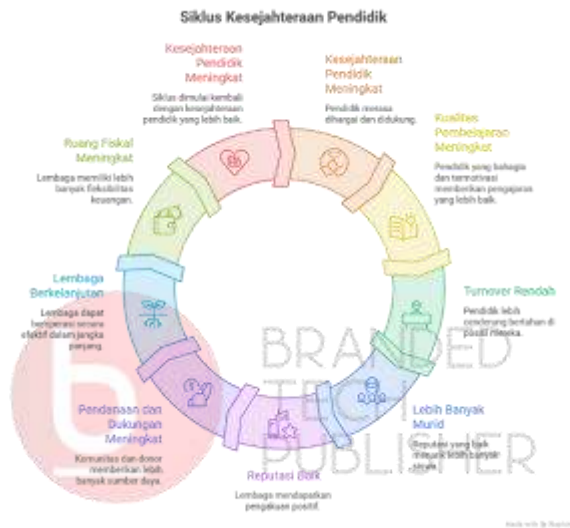 Siklus Kesejahteraan Pendidik
Kesejahteraan
Pendidik
Meningkat
Siklus dimulai kembali
dengan kesejahteraan
pendidik yang lebih baik.
Kesejahteraan
Pendidik
Meningkat
Pendidik merasa
dihargai dan didukung.
Kualitas
Pembelajaran
Meningkat
Pendidik yang bahagia
dan termotivasi
memberikan pengajaran
yang lebih baik.
Ruang Fiskal
Meningkat
Lembaga memiliki lebih
banyak fleksibilitas
keuangan.
Turnover Rendah
Pendidik lebih
cenderung bertahan di
posisi mereka.
Lembaga
Berkelanjutan
Lembaga dapat
beroperasi secara
efektif dalam jangka
panjang.
Lebih Banyak
Murid
Reputasi yang baik
menarik lebih banyak
siswa.
Pendanaan dan
Dukungan
Meningkat
Komunitas dan donor
memberikan lebih
banyak sumber daya.
Reputasi Baik
Lembaga mendapatkan
pengakuan positif.
BRANDED
TECH
PUBLISHER
Made with Napkin